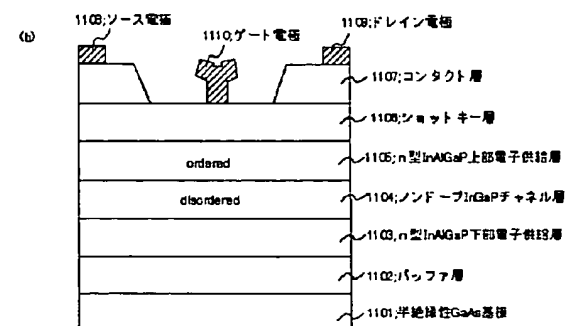 (b)
1108;ソース電極
1110;ゲート電極
1109;ドレイン電極
1107;コンタクト層
1106;ショットキー層
ordered
1105;n型InAlGaP上部電子供給層
disordered
1104;ノンドープInGaPチャネル層
1103;n型InAlGaP下部電子供給層
1102;バッファ層
1101;半絶縁性GaAs基板